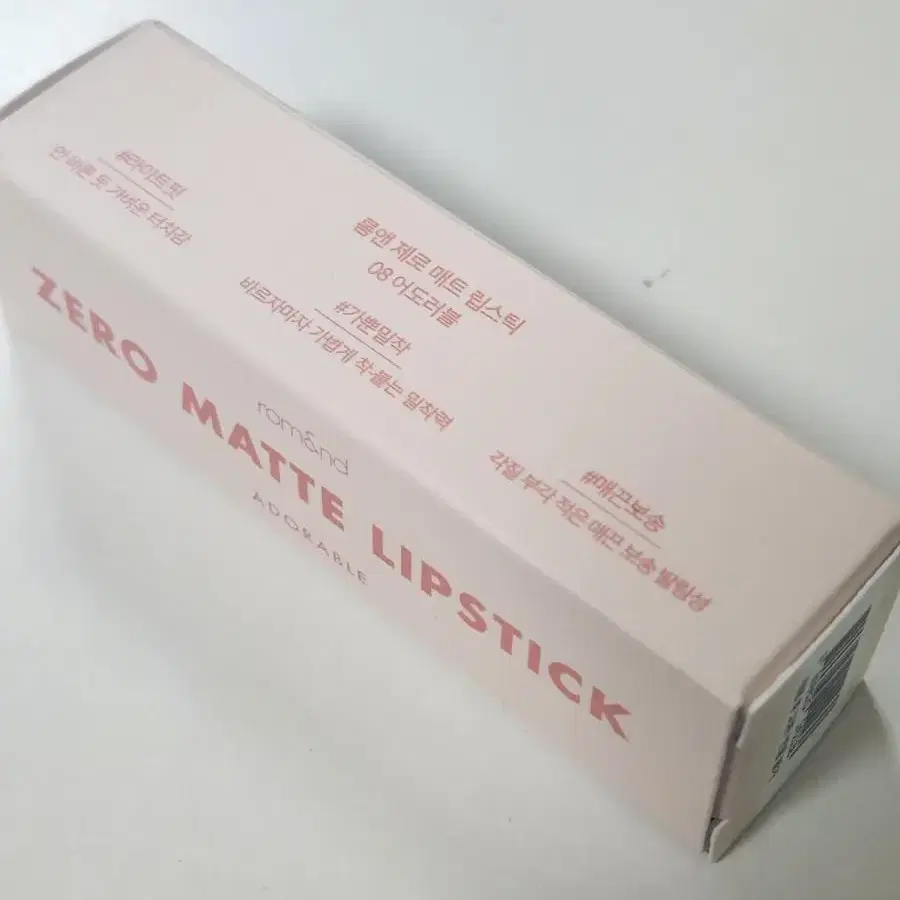 롬앤 제로 매트 립스틱
08 어도러블
#라이트핏
안 바른 듯 가벼운 터치감
#가뿐밀착
바르자마자 가볍게 착-붙는 밀착력
#매끈보송
각질 부각 적은 매끈 보송 발림성
rom&nd
ZERO MATTE LIPSTICK
ADORABLE